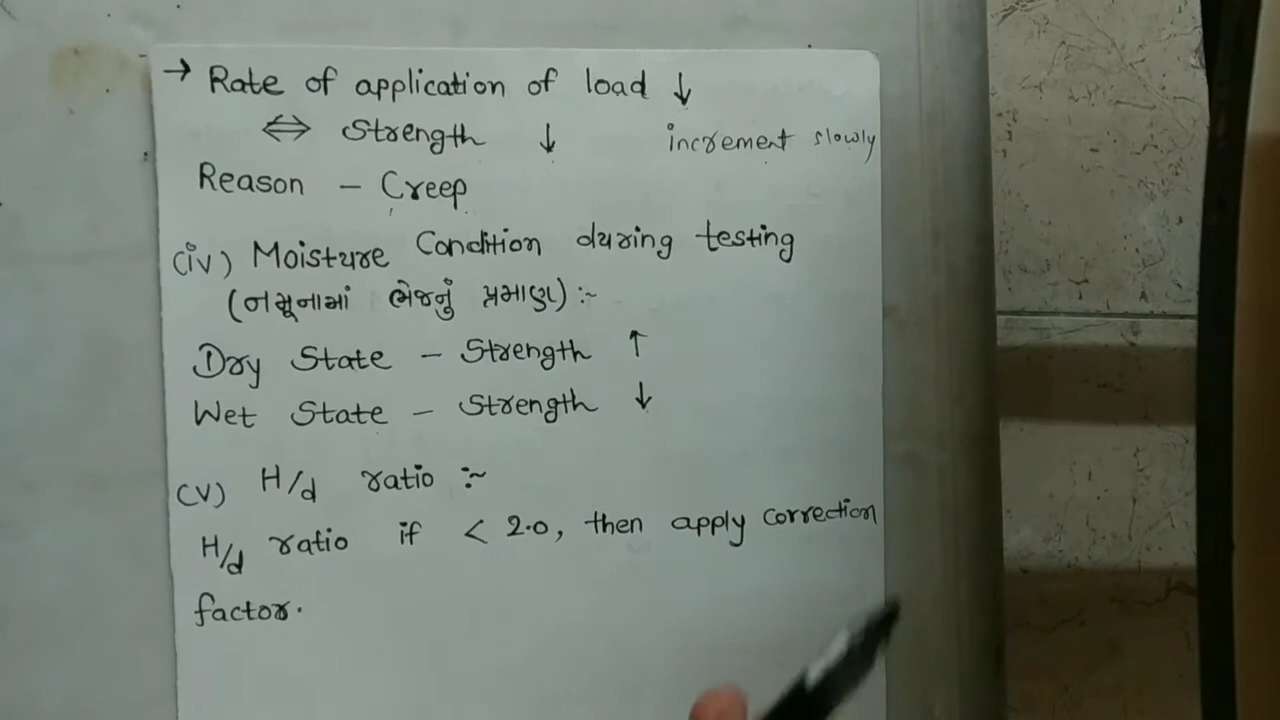 → Rate of application of load ↓
⇔ Strength ↓ increment slowly
Reason – Creep
(iv) Moisture Condition during testing
(નમૂનામાં ભેજનું પ્રમાણ) :-
Dry State – Strength ↑
Wet State – Strength ↓
(v) H/d ratio :-
H/d ratio if < 2.0, then apply correction
factor.